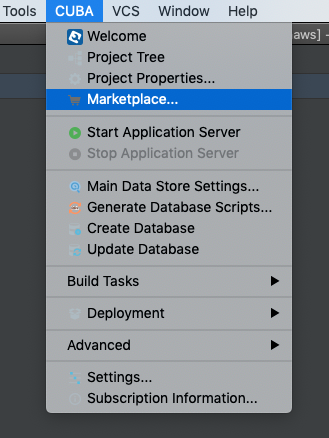 Tools CUBA VCS Window Help
Welcome
aws] -
Project Tree
Project Properties...
Marketplace...
Start Application Server
Stop Application Server
Main Data Store Settings...
Generate Database Scripts...
Create Database
Update Database
Build Tasks
Deployment
Advanced
Settings...
Subscription Information...